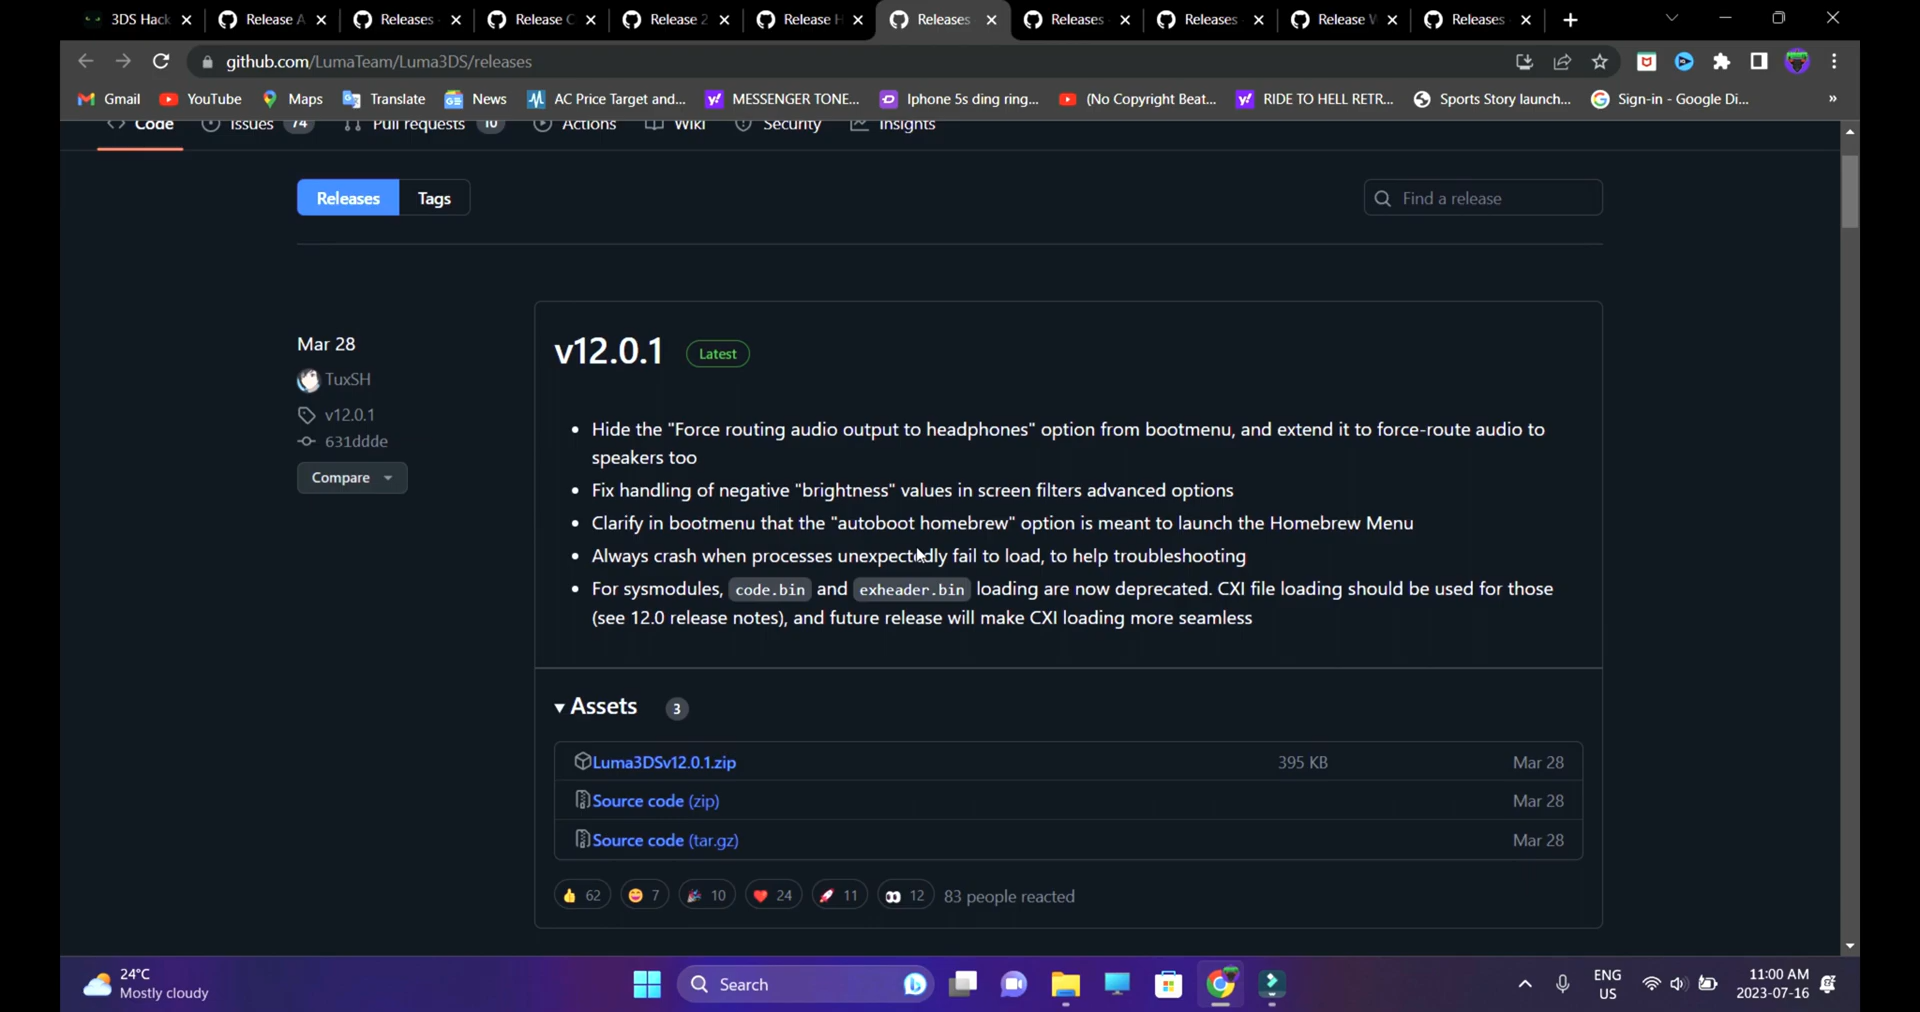 3DS Hack
Release A
Releases
Release C
Release 2
Release H
Releases
Releases
Releases
Release
Releases
github.com/LumaTeam/Luma3DS/releases
Gmail
YouTube
Maps
Translate
News
AC Price Target and...
MESSENGER TONE...
Iphone 5s ding ring...
(No Copyright Beat...
RIDE TO HELL RETR...
Sports Story launch...
Sign-in - Google Di...
»
Code
Issues 74
Pull requests 10
Actions
Wiki
Security
Insights
Releases
Tags
Find a release
Mar 28
TuxSH
v12.0.1
631ddde
Compare
v12.0.1 Latest
• Hide the "Force routing audio output to headphones" option from bootmenu, and extend it to force-route audio to
speakers too
• Fix handling of negative "brightness" values in screen filters advanced options
• Clarify in bootmenu that the "autoboot homebrew" option is meant to launch the Homebrew Menu
• Always crash when processes unexpectedly fail to load, to help troubleshooting
• For sysmodules, code.bin and exheader.bin loading are now deprecated. CXI file loading should be used for those
(see 12.0 release notes), and future release will make CXI loading more seamless
Assets 3
Luma3DSv12.0.1.zip 395 KB Mar 28
Source code (zip) Mar 28
Source code (tar.gz) Mar 28
62 7 10 24 11 12 83 people reacted
24°C
Mostly cloudy
Search
ENG
US
11:00 AM
2023-07-16